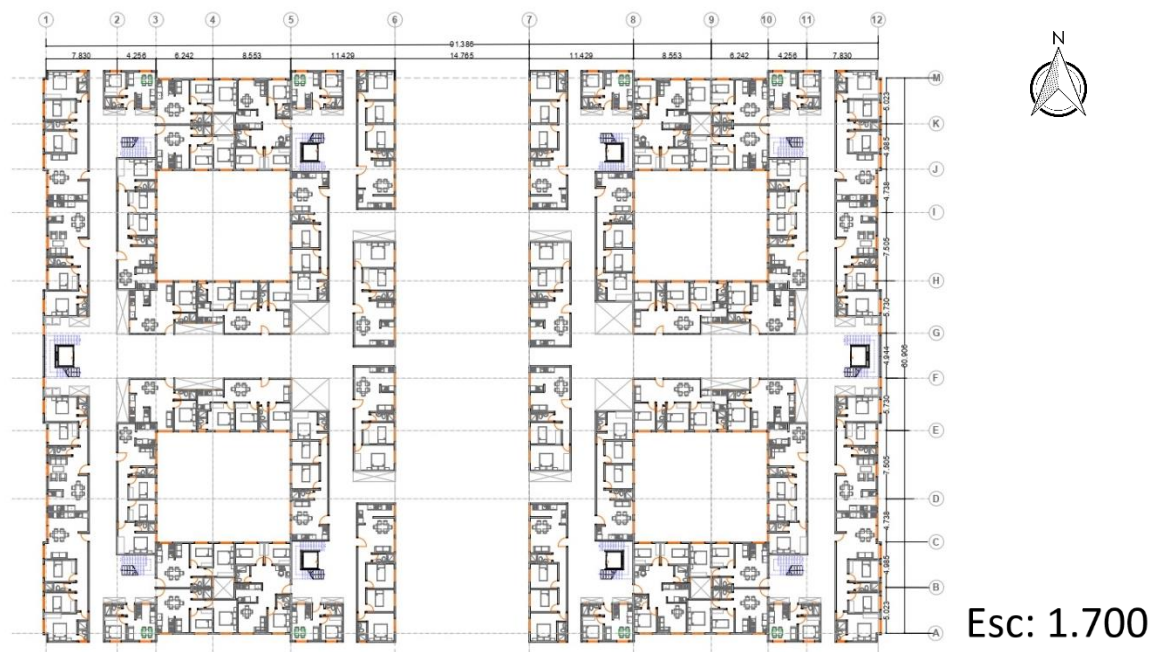 1 2 3 4 5 6 7 8 9 10 11 12
91.386
7.830 4.256 6.242 8.553 11.429 14.765 11.429 8.553 6.242 4.256 7.830
N
M
5.023
K
4.985
J
4.738
I
7.505
H
5.730
G
4.944
60.906
F
5.730
E
7.505
D
4.738
C
4.985
B
5.023
A
Esc: 1.700